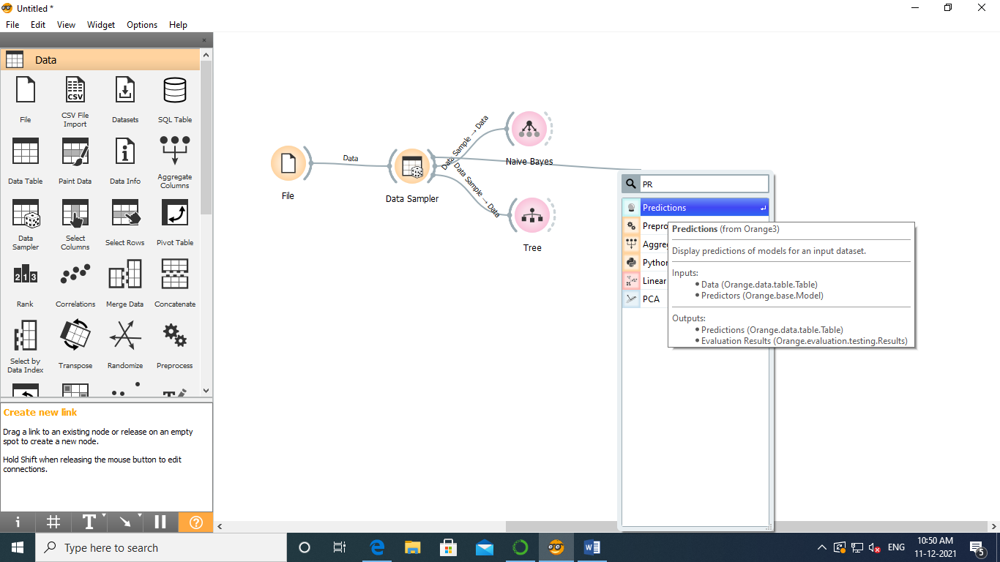 Untitled *
File Edit View Widget Options Help
Data
File
CSV File
Import
Datasets
SQL Table
Data Table
Paint Data
Data Info
Aggregate
Columns
Data
Sampler
Select
Columns
Select Rows
Pivot Table
Rank
Correlations
Merge Data
Concatenate
Select by
Data Index
Transpose
Randomize
Preprocess
Create new link
Drag a link to an existing node or release on an empty
spot to create a new node.
Hold Shift when releasing the mouse button to edit
connections.
File
Data
Data Sampler
Data Sample → Data
Naive Bayes
Data Sample → Data
Tree
PR
Predictions
Prepro
Aggre
Python
Linear
PCA
Predictions (from Orange3)
Display predictions of models for an input dataset.
Inputs:
• Data (Orange.data.table.Table)
• Predictors (Orange.base.Model)
Outputs:
• Predictions (Orange.data.table.Table)
• Evaluation Results (Orange.evaluation.testing.Results)
Type here to search
ENG
10:50 AM
11-12-2021
5